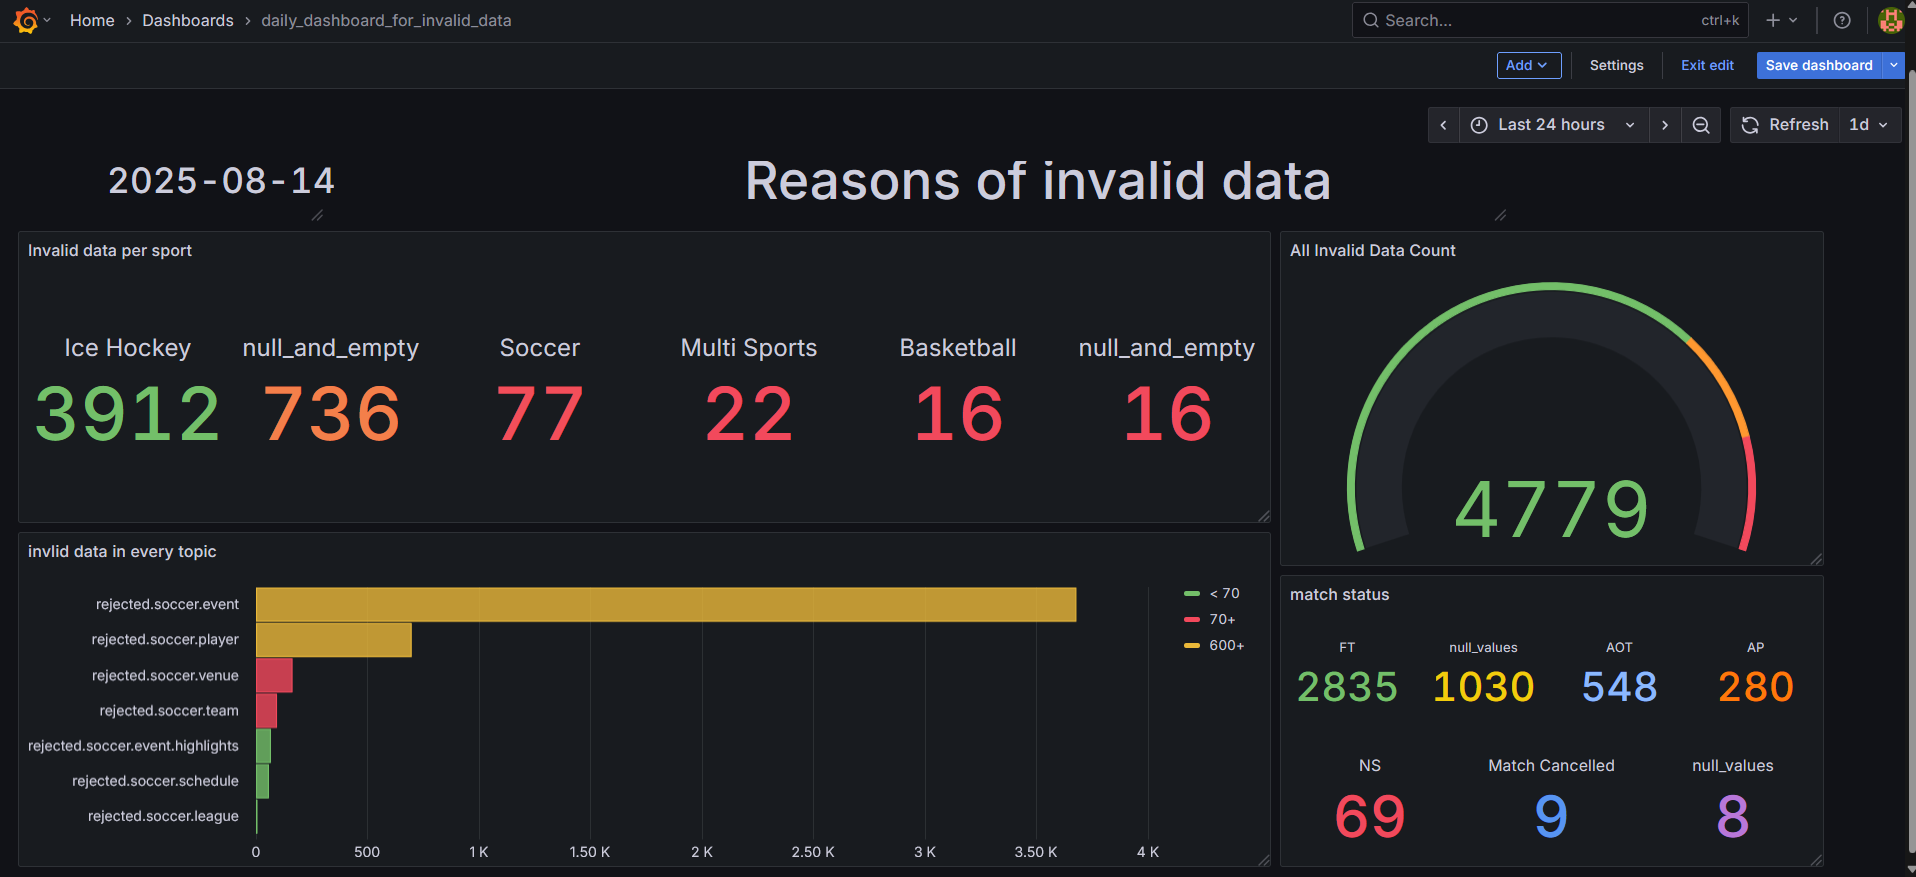 Home › Dashboards › daily_dashboard_for_invalid_data
Search... ctrl+k
Add Settings Exit edit Save dashboard
Last 24 hours Refresh 1d
2025-08-14 Reasons of invalid data
Invalid data per sport
Ice Hockey null_and_empty Soccer Multi Sports Basketball null_and_empty
3912 736 77 22 16 16
All Invalid Data Count
4779
invlid data in every topic
rejected.soccer.event
rejected.soccer.player
rejected.soccer.venue
rejected.soccer.team
rejected.soccer.event.highlights
rejected.soccer.schedule
rejected.soccer.league
0 500 1 K 1.50 K 2 K 2.50 K 3 K 3.50 K 4 K
< 70
70+
600+
match status
FT null_values AOT AP
2835 1030 548 280
NS Match Cancelled null_values
69 9 8